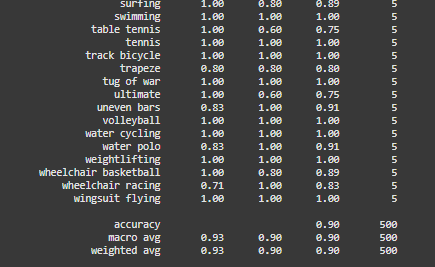 surfing 1.00 0.80 0.89 5
swimming 1.00 1.00 1.00 5
table tennis 1.00 0.60 0.75 5
tennis 1.00 1.00 1.00 5
track bicycle 1.00 1.00 1.00 5
trapeze 0.80 0.80 0.80 5
tug of war 1.00 1.00 1.00 5
ultimate 1.00 0.60 0.75 5
uneven bars 0.83 1.00 0.91 5
volleyball 1.00 1.00 1.00 5
water cycling 1.00 1.00 1.00 5
water polo 0.83 1.00 0.91 5
weightlifting 1.00 1.00 1.00 5
wheelchair basketball 1.00 0.80 0.89 5
wheelchair racing 0.71 1.00 0.83 5
wingsuit flying 1.00 1.00 1.00 5
accuracy 0.90 500
macro avg 0.93 0.90 0.90 500
weighted avg 0.93 0.90 0.90 500